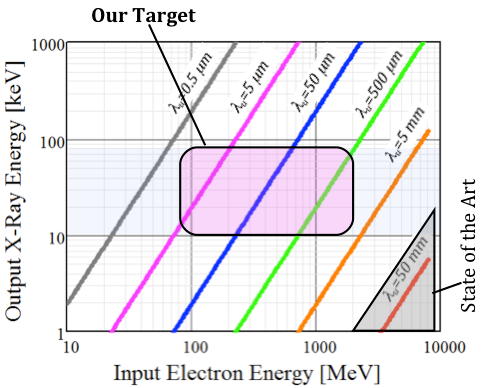 Our Target
Output X-Ray Energy [keV]
1000
100
10
1
λu=0.5 μm
λu=5 μm
λu=50 μm
λu=500 μm
λu=5 mm
λu=50 mm
State of the Art
10
100
1000
10000
Input Electron Energy [MeV]